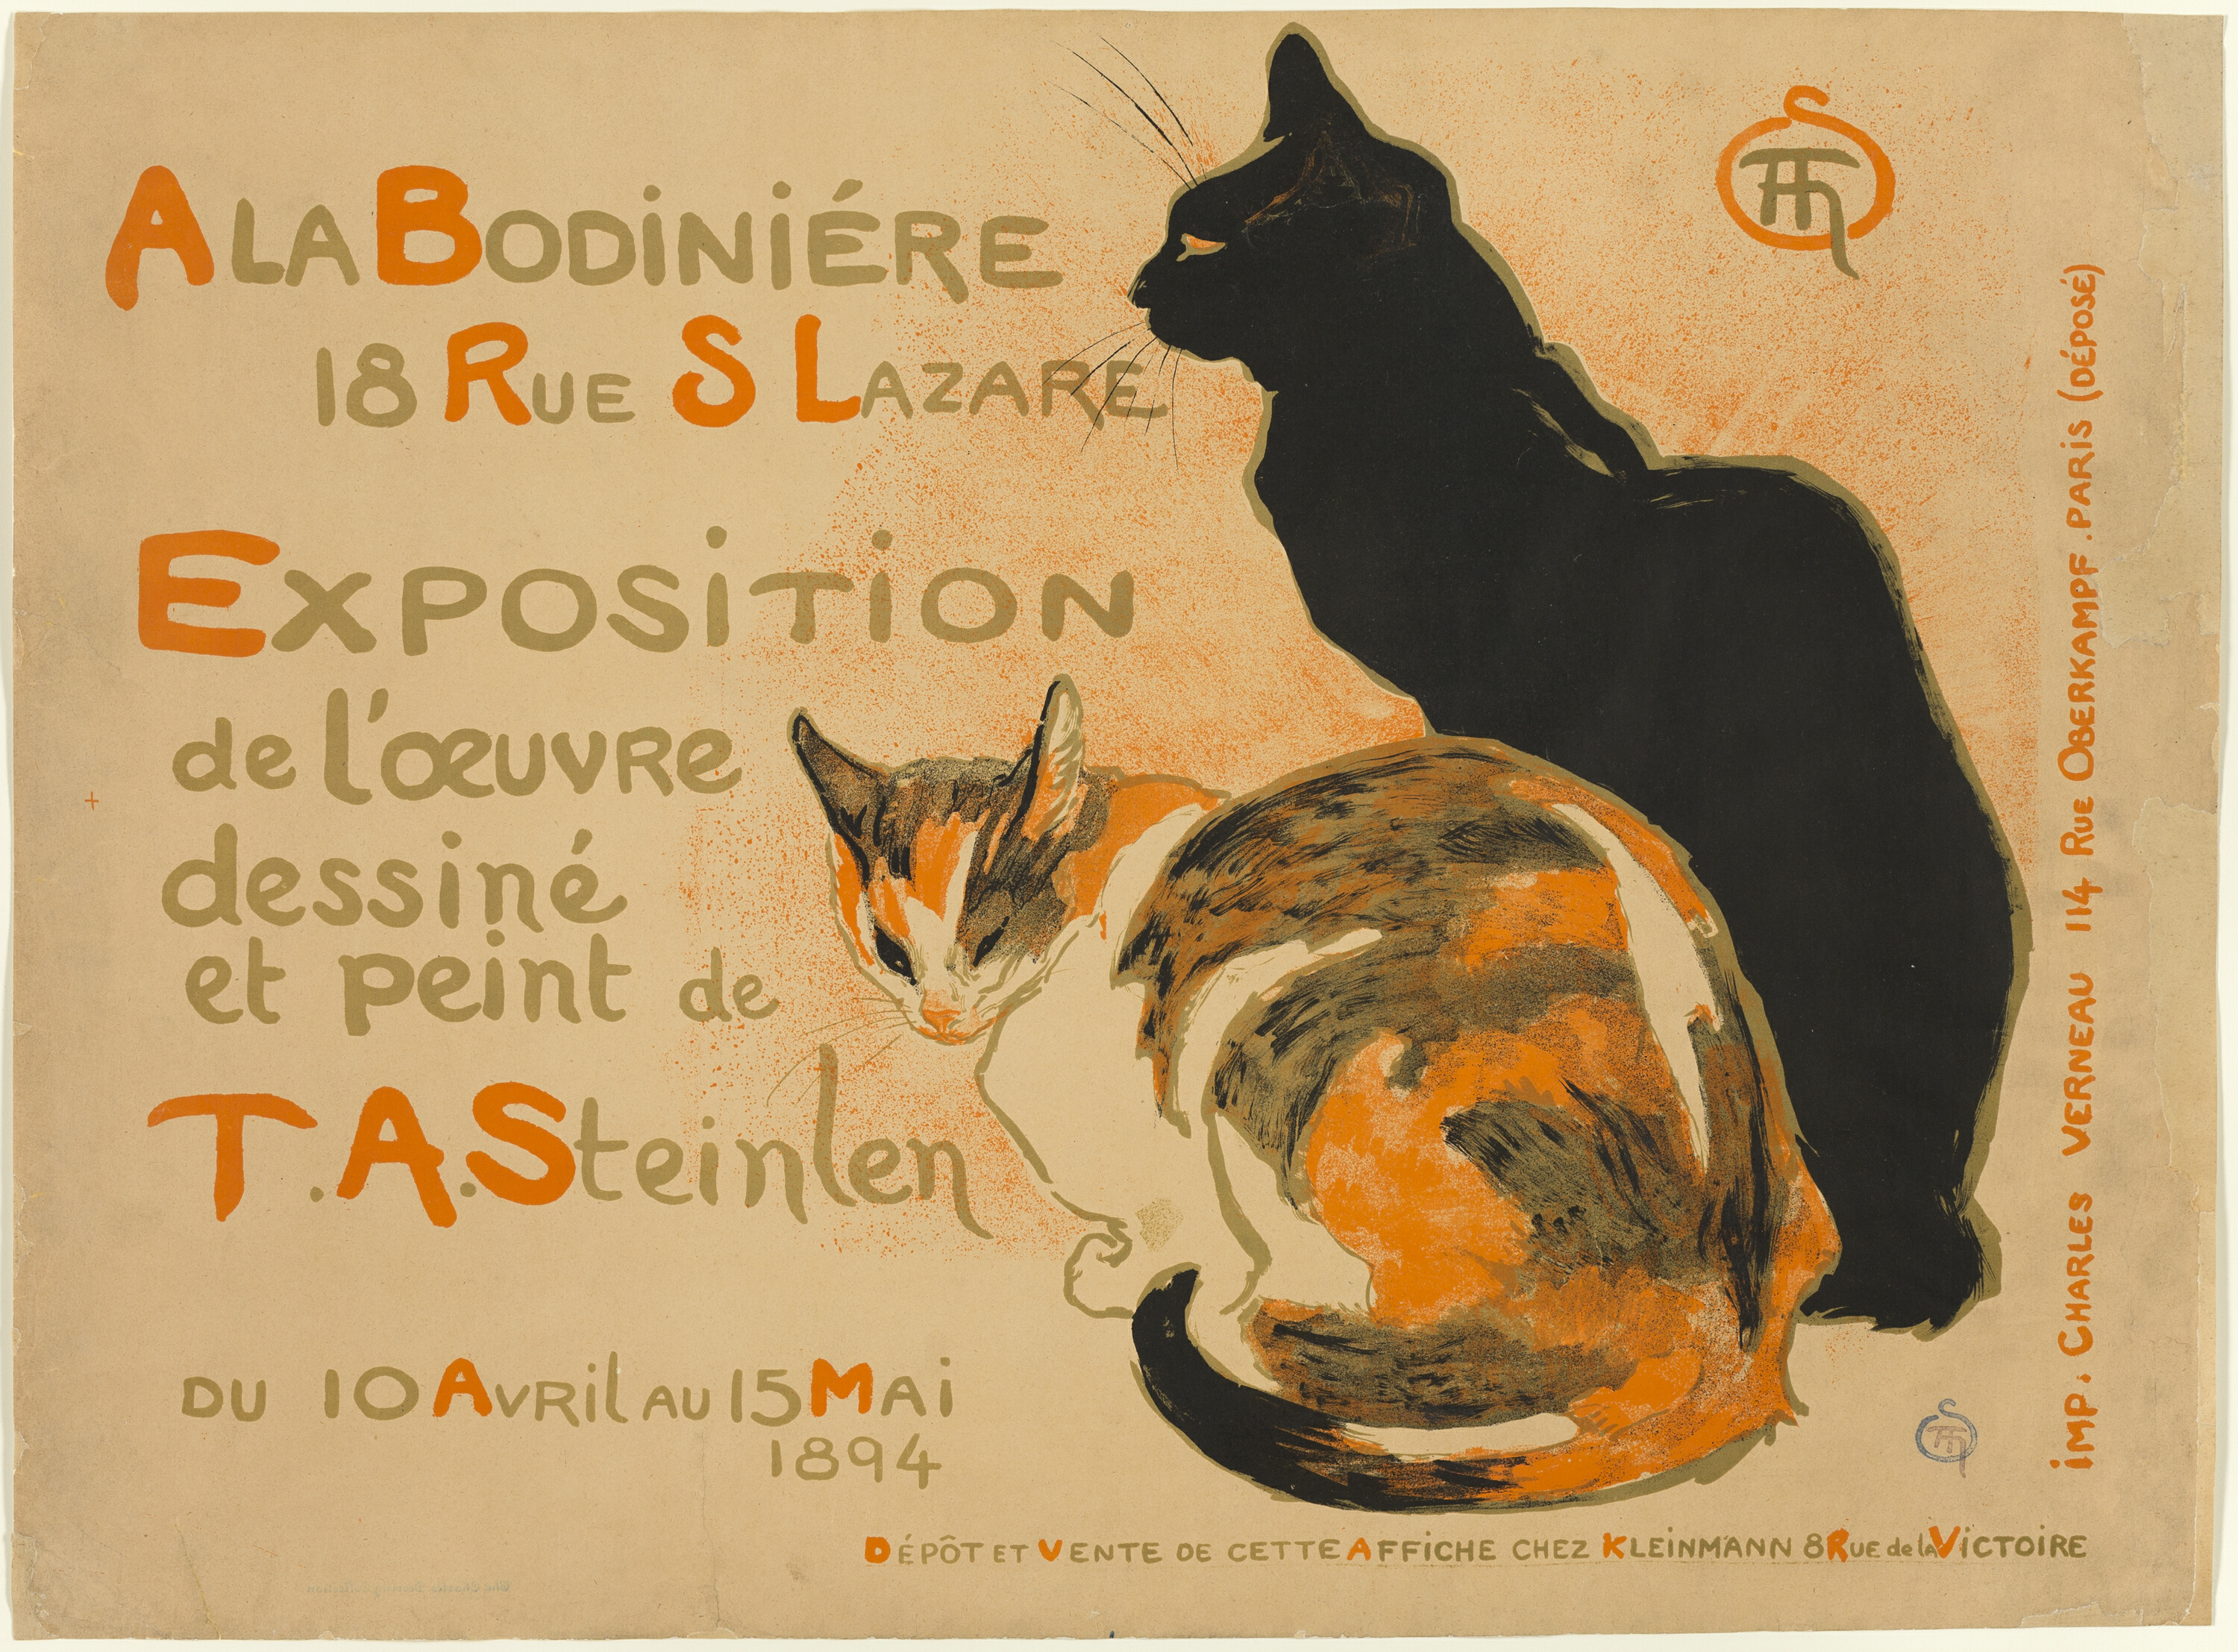 A LA BODINIÉRE
18 RUE S LAZARE
EXPOSITION
de l'œuvre
dessiné
et peint de
T.A.Steinlen
DU 10 AVRIL AU 15 MAI
1894
DÉPÔT ET VENTE DE CETTE AFFICHE CHEZ KLEINMANN 8 RUE de la VICTOIRE
IMP. CHARLES VERNEAU 114 RUE OBERKAMPF. PARIS (DÉPOSÉ)